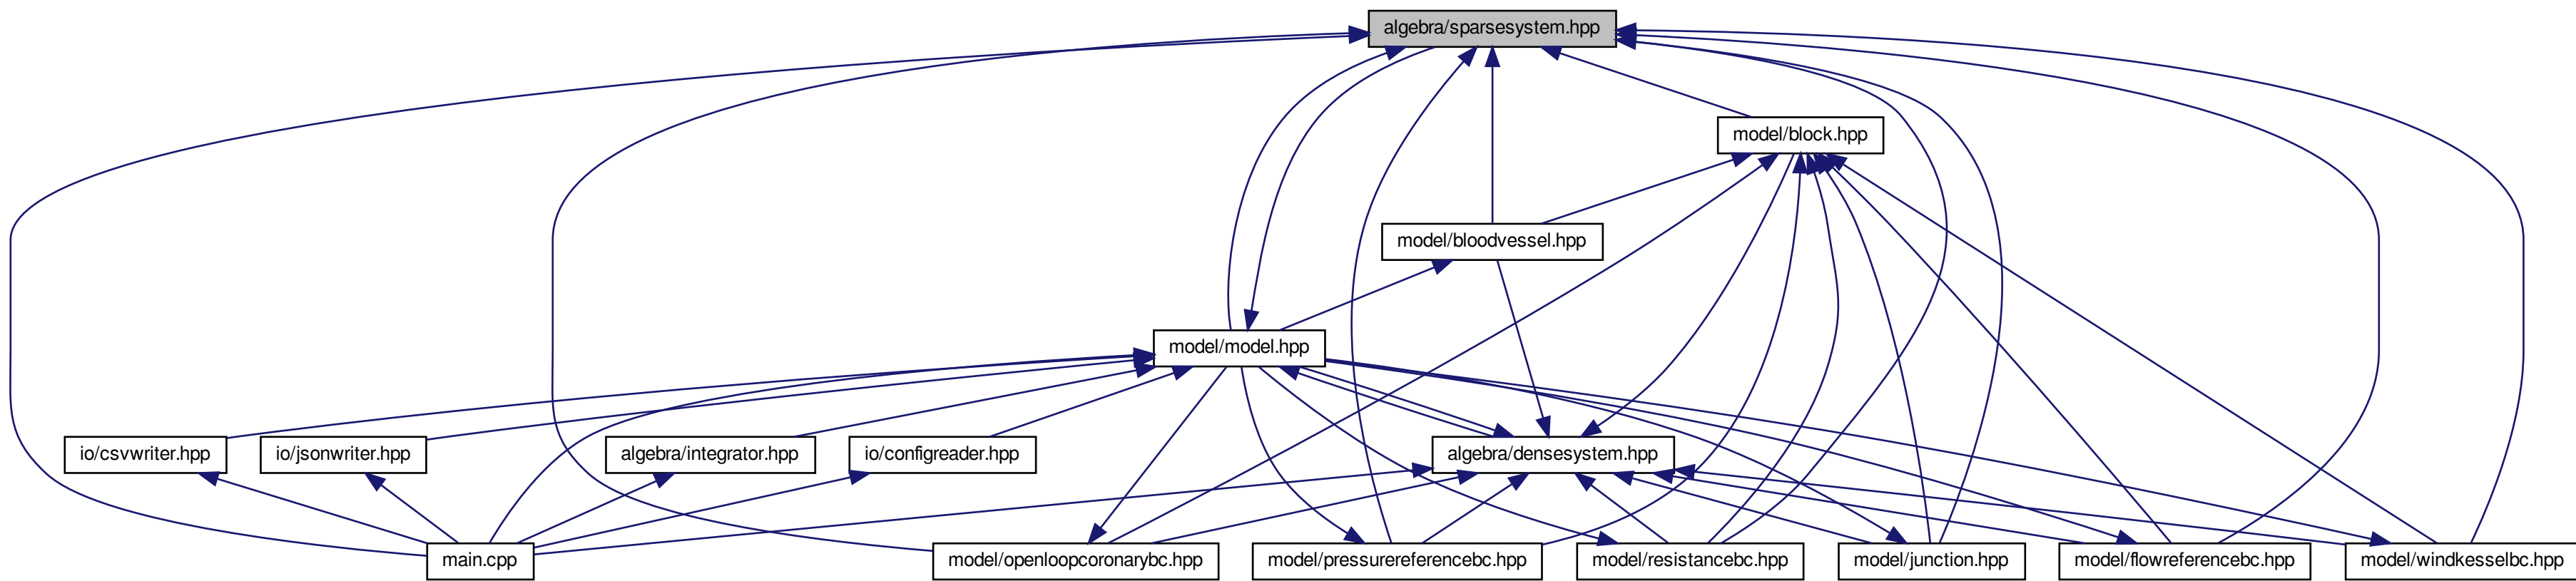 algebra/sparsesystem.hpp
model/block.hpp
model/bloodvessel.hpp
model/model.hpp
io/csvwriter.hpp
io/jsonwriter.hpp
algebra/integrator.hpp
io/configreader.hpp
algebra/densesystem.hpp
main.cpp
model/openloopcoronarybc.hpp
model/pressurereferencebc.hpp
model/resistancebc.hpp
model/junction.hpp
model/flowreferencebc.hpp
model/windkesselbc.hpp